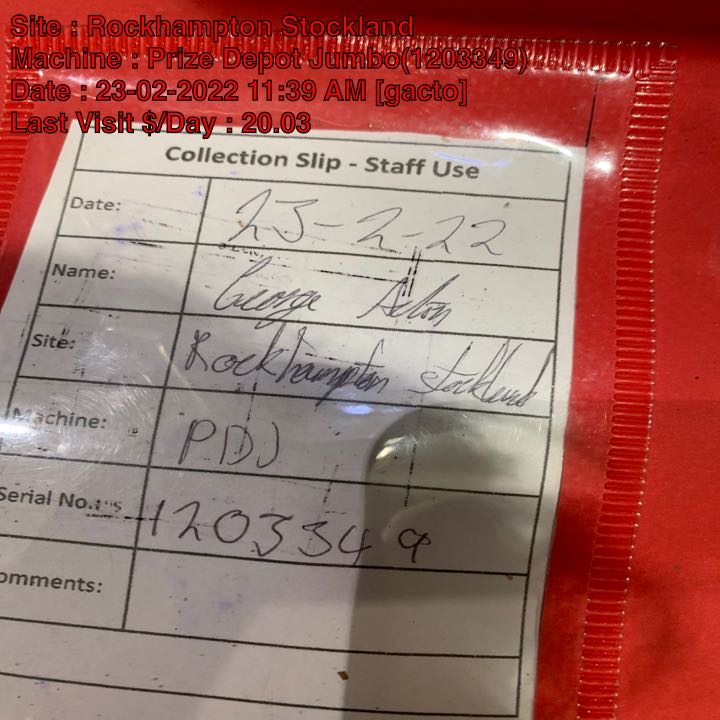 Site : Rockhampton Stockland
Machine : Prize Depot Jumbo(1203349)
Date : 23-02-2022 11:39 AM [gacto]
Last Visit $/Day : 20.03
Collection Slip - Staff Use
Date: 23-2-22
Name: George
Site: Rockhampton Stockland
Machine: PDJ
Serial No.: 1203349
omments: